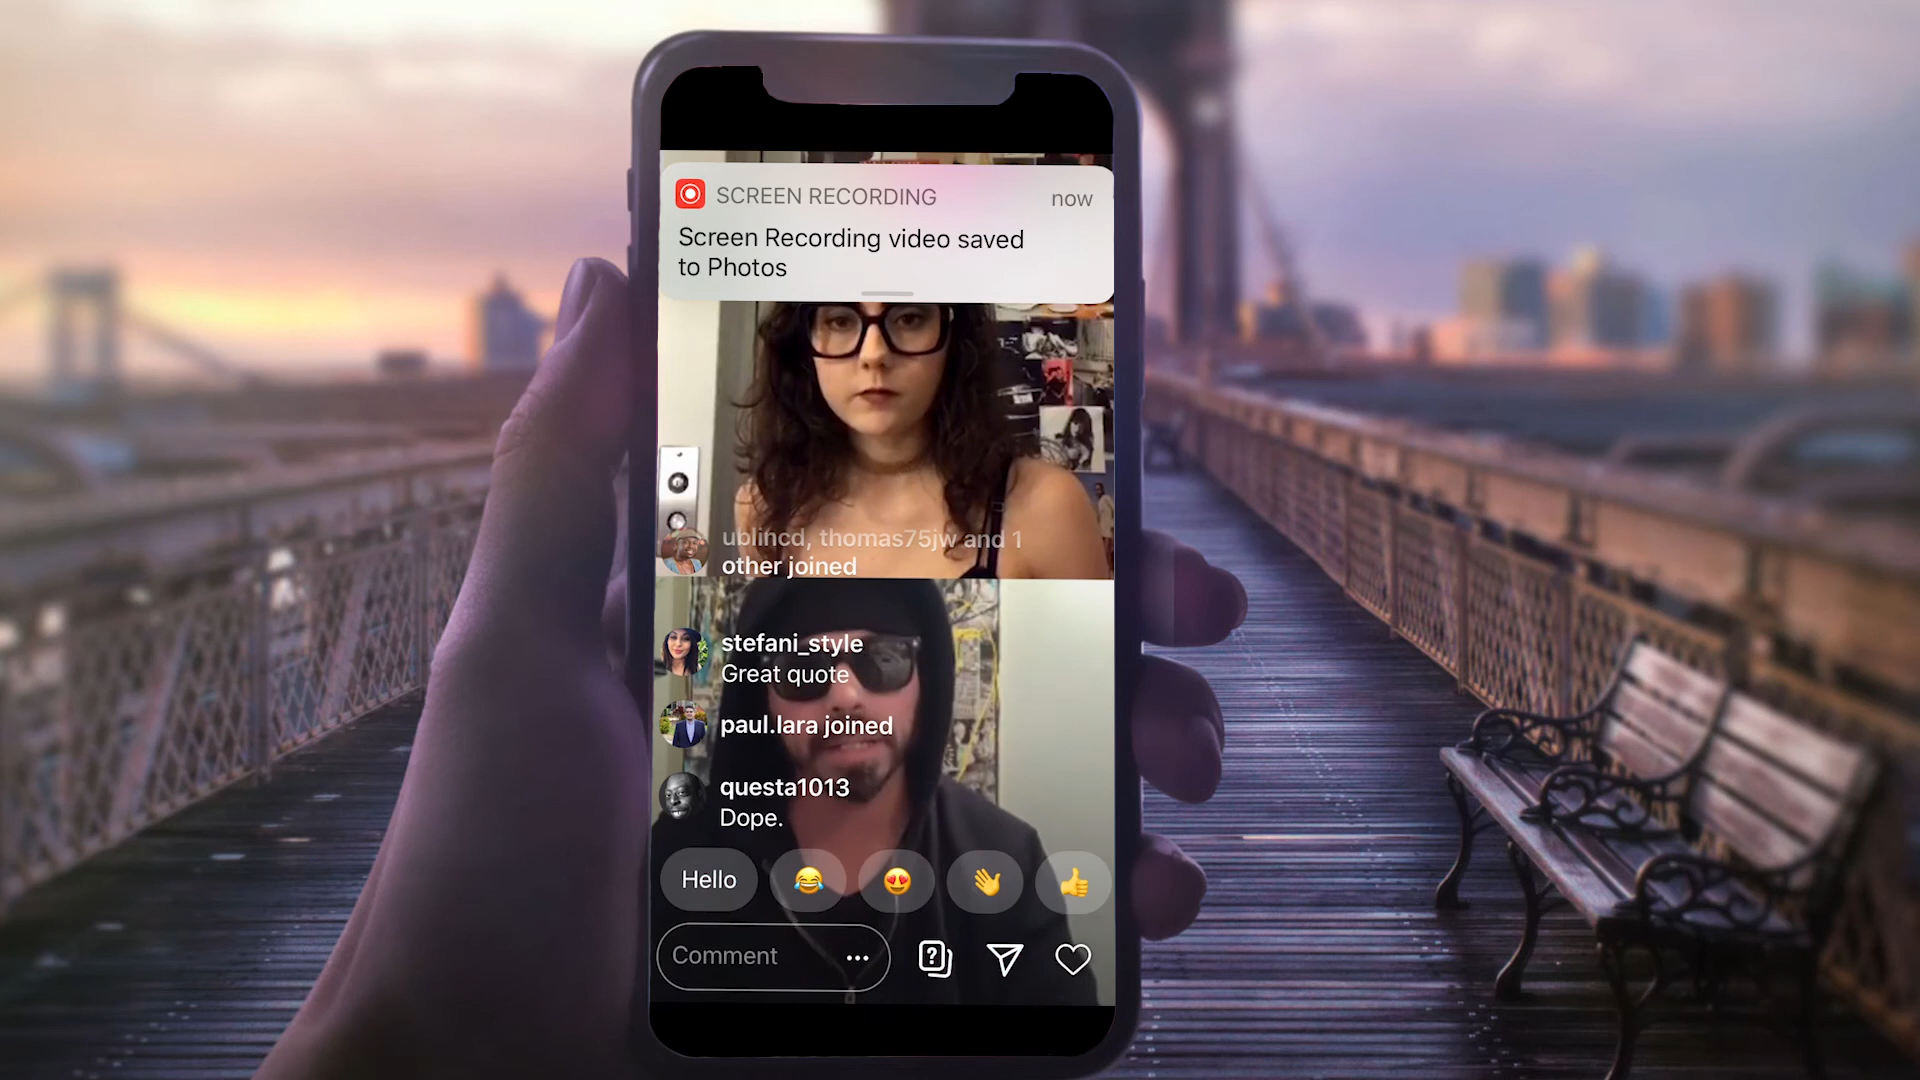 SCREEN RECORDING
now
Screen Recording video saved
to Photos
ublincd, thomas75jw and 1
other joined
stefani_style
Great quote
paul.lara joined
questa1013
Dope.
Hello
Comment